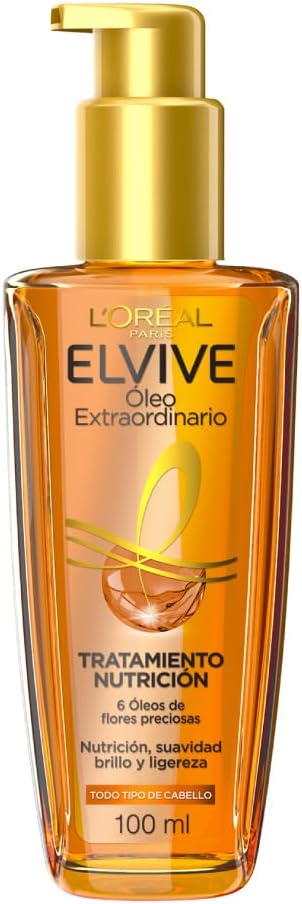 L'ORÉAL
PARIS
ELVIVE
Óleo
Extraordinario
TRATAMIENTO
NUTRICIÓN
6 Óleos de
flores preciosas
Nutrición, suavidad
brillo y ligereza
TODO TIPO DE CABELLO
100 ml